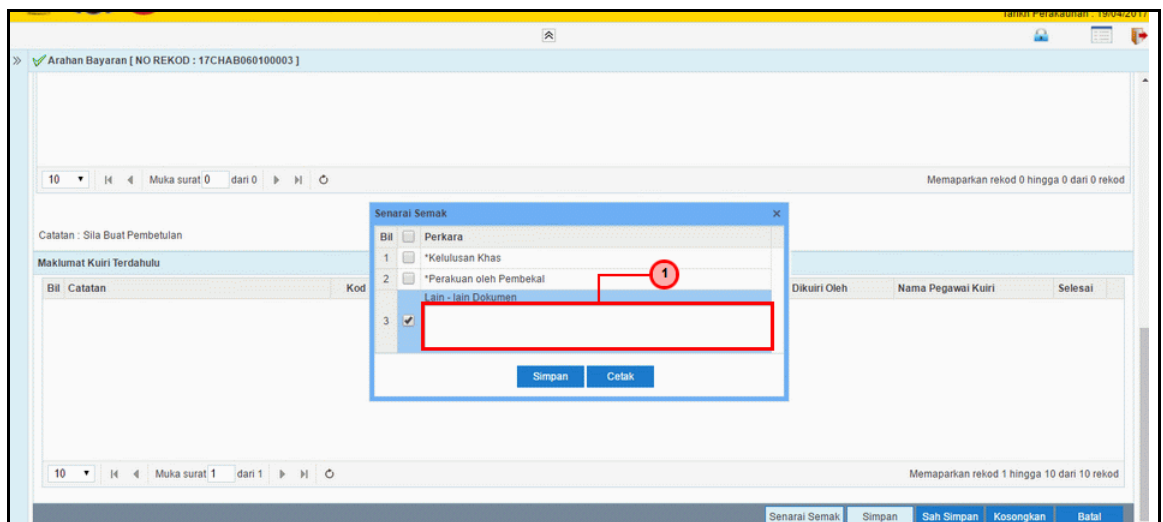 Tarikh Perakaunan : 19/04/2017
Arahan Bayaran [ NO REKOD : 17CHAB060100003 ]
10 Muka surat 0 dari 0 Memaparkan rekod 0 hingga 0 dari 0 rekod
Catatan : Sila Buat Pembetulan
Maklumat Kuiri Terdahulu
Bil Catatan Kod Dikuiri Oleh Nama Pegawai Kuiri Selesai
Senarai Semak
Bil Perkara
1 *Kelulusan Khas
2 *Perakuan oleh Pembekal
1
3 Lain - lain Dokumen
Simpan Cetak
10 Muka surat 1 dari 1 Memaparkan rekod 1 hingga 10 dari 10 rekod
Senarai Semak Simpan Sah Simpan Kosongkan Batal